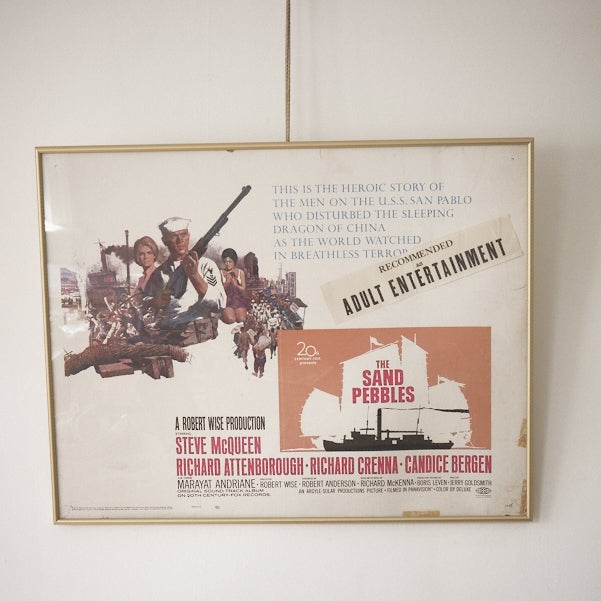 THIS IS THE HEROIC STORY OF
THE MEN ON THE U.S.S. SAN PABLO
WHO DISTURBED THE SLEEPING
DRAGON OF CHINA
AS THE WORLD WATCHED
IN BREATHLESS TERROR
RECOMMENDED
AS
ADULT ENTERTAINMENT
20th
CENTURY-FOX
presents
THE
SAND
PEBBLES
A ROBERT WISE PRODUCTION
STARRING
STEVE McQUEEN
RICHARD ATTENBOROUGH · RICHARD CRENNA · CANDICE BERGEN
MARAYAT ANDRIANE · ROBERT WISE · ROBERT ANDERSON · RICHARD McKENNA · BORIS LEVEN · JERRY GOLDSMITH
ORIGINAL SOUND TRACK ALBUM
ON 20TH CENTURY-FOX RECORDS
AN ARGYLE-SOLAR PRODUCTIONS PICTURE · FILMED IN PANAVISION · COLOR BY DELUXE